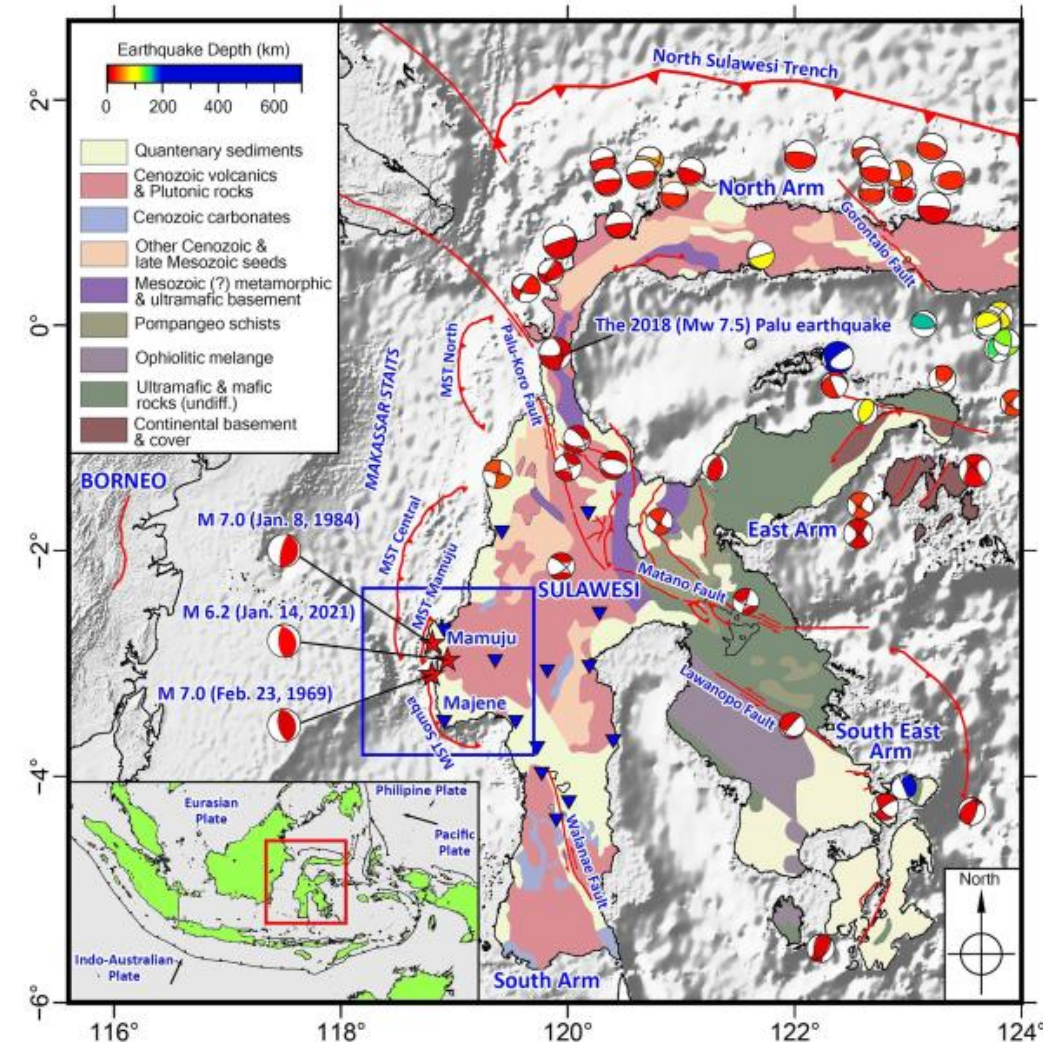 Earthquake Depth (km)
0 200 400 600
Quantenary sediments
Cenozoic volcanics
& Plutonic rocks
Cenozoic carbonates
Other Cenozoic &
late Mesozoic seeds
Mesozoic (?) metamorphic
& ultramafic basement
Pompangeo schists
Ophiolitic melange
Ultramafic & mafic
rocks (undiff.)
Continental basement
& cover
North Sulawesi Trench
North Arm
Gorontalo Fault
The 2018 (Mw 7.5) Palu earthquake
Palu-Koro Fault
MST North
MAKASSAR STAITS
BORNEO
M 7.0 (Jan. 8, 1984)
MST Central
MST Mamuju
East Arm
Matano Fault
SULAWESI
M 6.2 (Jan. 14, 2021)
Mamuju
M 7.0 (Feb. 23, 1969)
Majene
MST Somba
Lawanopo Fault
South East
Arm
Walanae Fault
South Arm
Eurasian
Plate
Philipine Plate
Pacific
Plate
Indo-Australian
Plate
North
2°
0°
−2°
−4°
−6°
116° 118° 120° 122° 124°